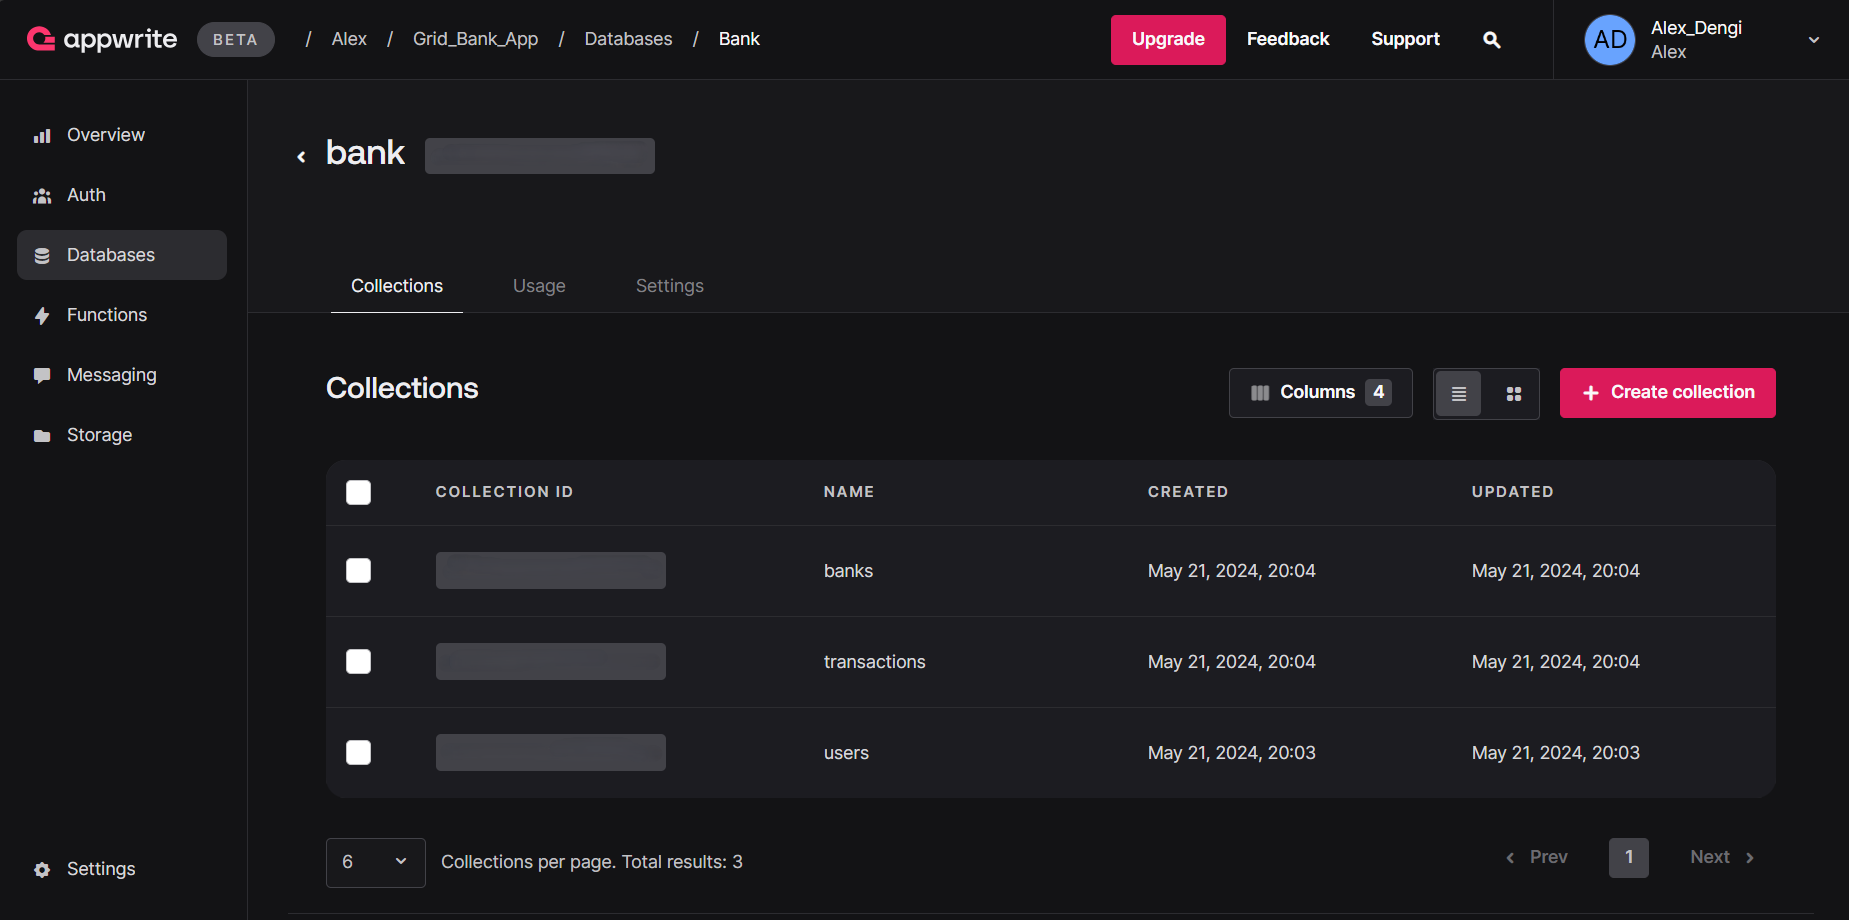 appwrite BETA / Alex / Grid_Bank_App / Databases / Bank Upgrade Feedback Support AD Alex_Dengi
Alex
Overview
Auth
Databases
Functions
Messaging
Storage
Settings
bank
Collections Usage Settings
Collections Columns 4 + Create collection
COLLECTION ID NAME CREATED UPDATED
banks May 21, 2024, 20:04 May 21, 2024, 20:04
transactions May 21, 2024, 20:04 May 21, 2024, 20:04
users May 21, 2024, 20:03 May 21, 2024, 20:03
6 Collections per page. Total results: 3 Prev 1 Next